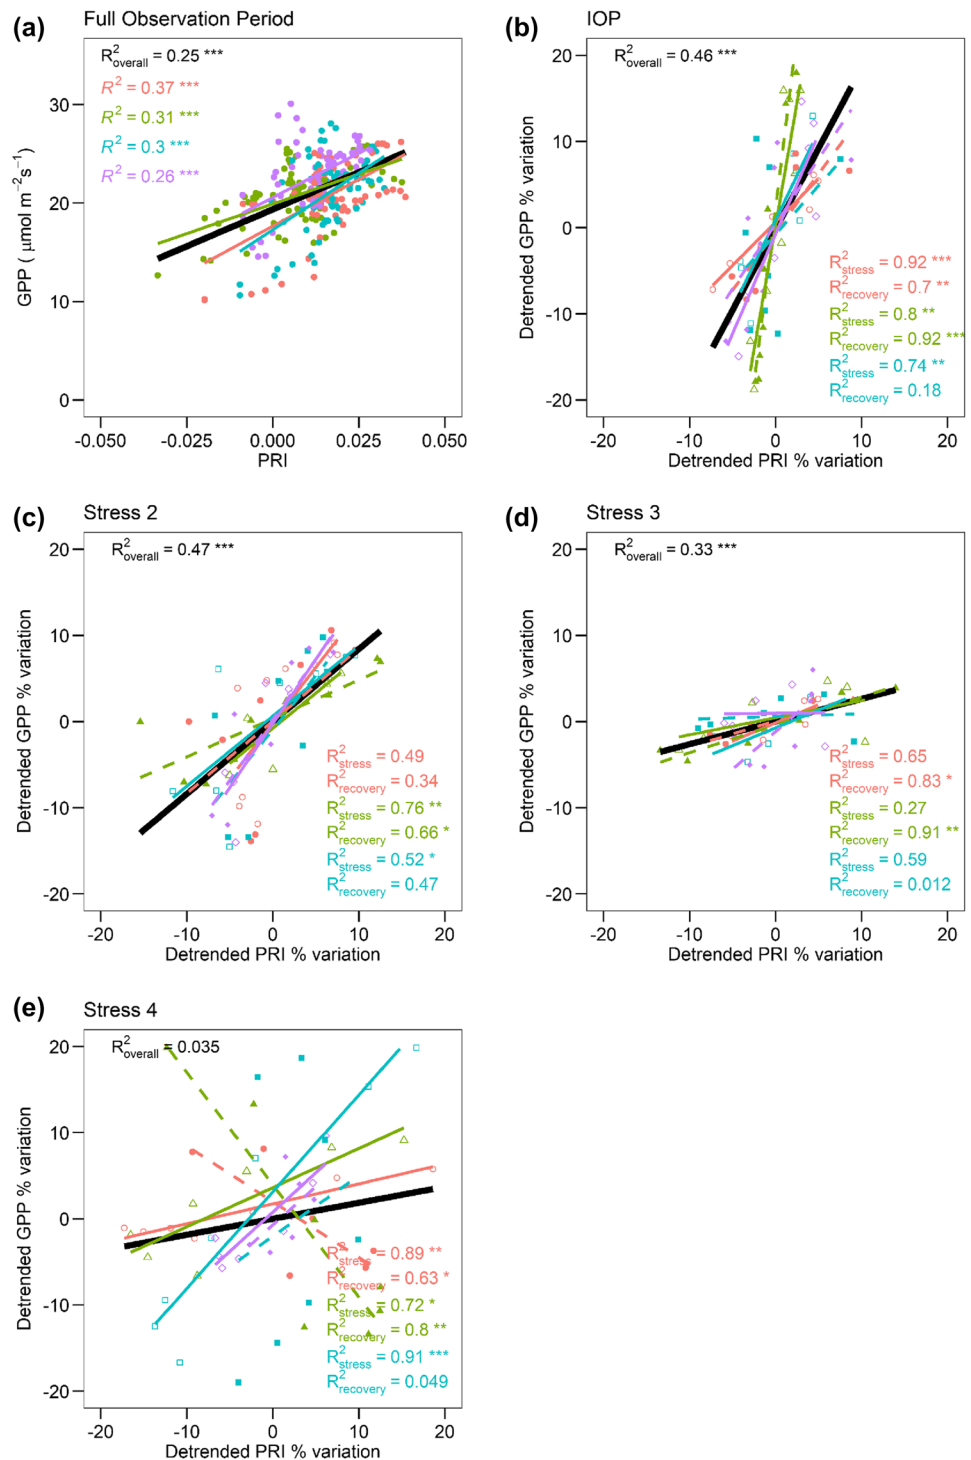 (a) Full Observation Period
R²overall = 0.25 ***
R² = 0.37 ***
R² = 0.31 ***
R² = 0.3 ***
R² = 0.26 ***
30
20
10
0
GPP ( μmol m⁻²s⁻¹)
-0.050 -0.025 0.000 0.025 0.050
PRI
(b) IOP
R²overall = 0.46 ***
20
10
0
-10
-20
Detrended GPP % variation
R²stress = 0.92 ***
R²recovery = 0.7 **
R²stress = 0.8 **
R²recovery = 0.92 ***
R²stress = 0.74 **
R²recovery = 0.18
-20 -10 0 10 20
Detrended PRI % variation
(c) Stress 2
R²overall = 0.47 ***
20
10
0
-10
-20
Detrended GPP % variation
R²stress = 0.49
R²recovery = 0.34
R²stress = 0.76 **
R²recovery = 0.66 *
R²stress = 0.52 *
R²recovery = 0.47
-20 -10 0 10 20
Detrended PRI % variation
(d) Stress 3
R²overall = 0.33 ***
20
10
0
-10
-20
Detrended GPP % variation
R²stress = 0.65
R²recovery = 0.83 *
R²stress = 0.27
R²recovery = 0.91 **
R²stress = 0.59
R²recovery = 0.012
-20 -10 0 10 20
Detrended PRI % variation
(e) Stress 4
R²overall = 0.035
20
10
0
-10
-20
Detrended GPP % variation
R²stress = 0.89 **
R²recovery = 0.63 *
R²stress = 0.72 *
R²recovery = 0.8 **
R²stress = 0.91 ***
R²recovery = 0.049
-20 -10 0 10 20
Detrended PRI % variation